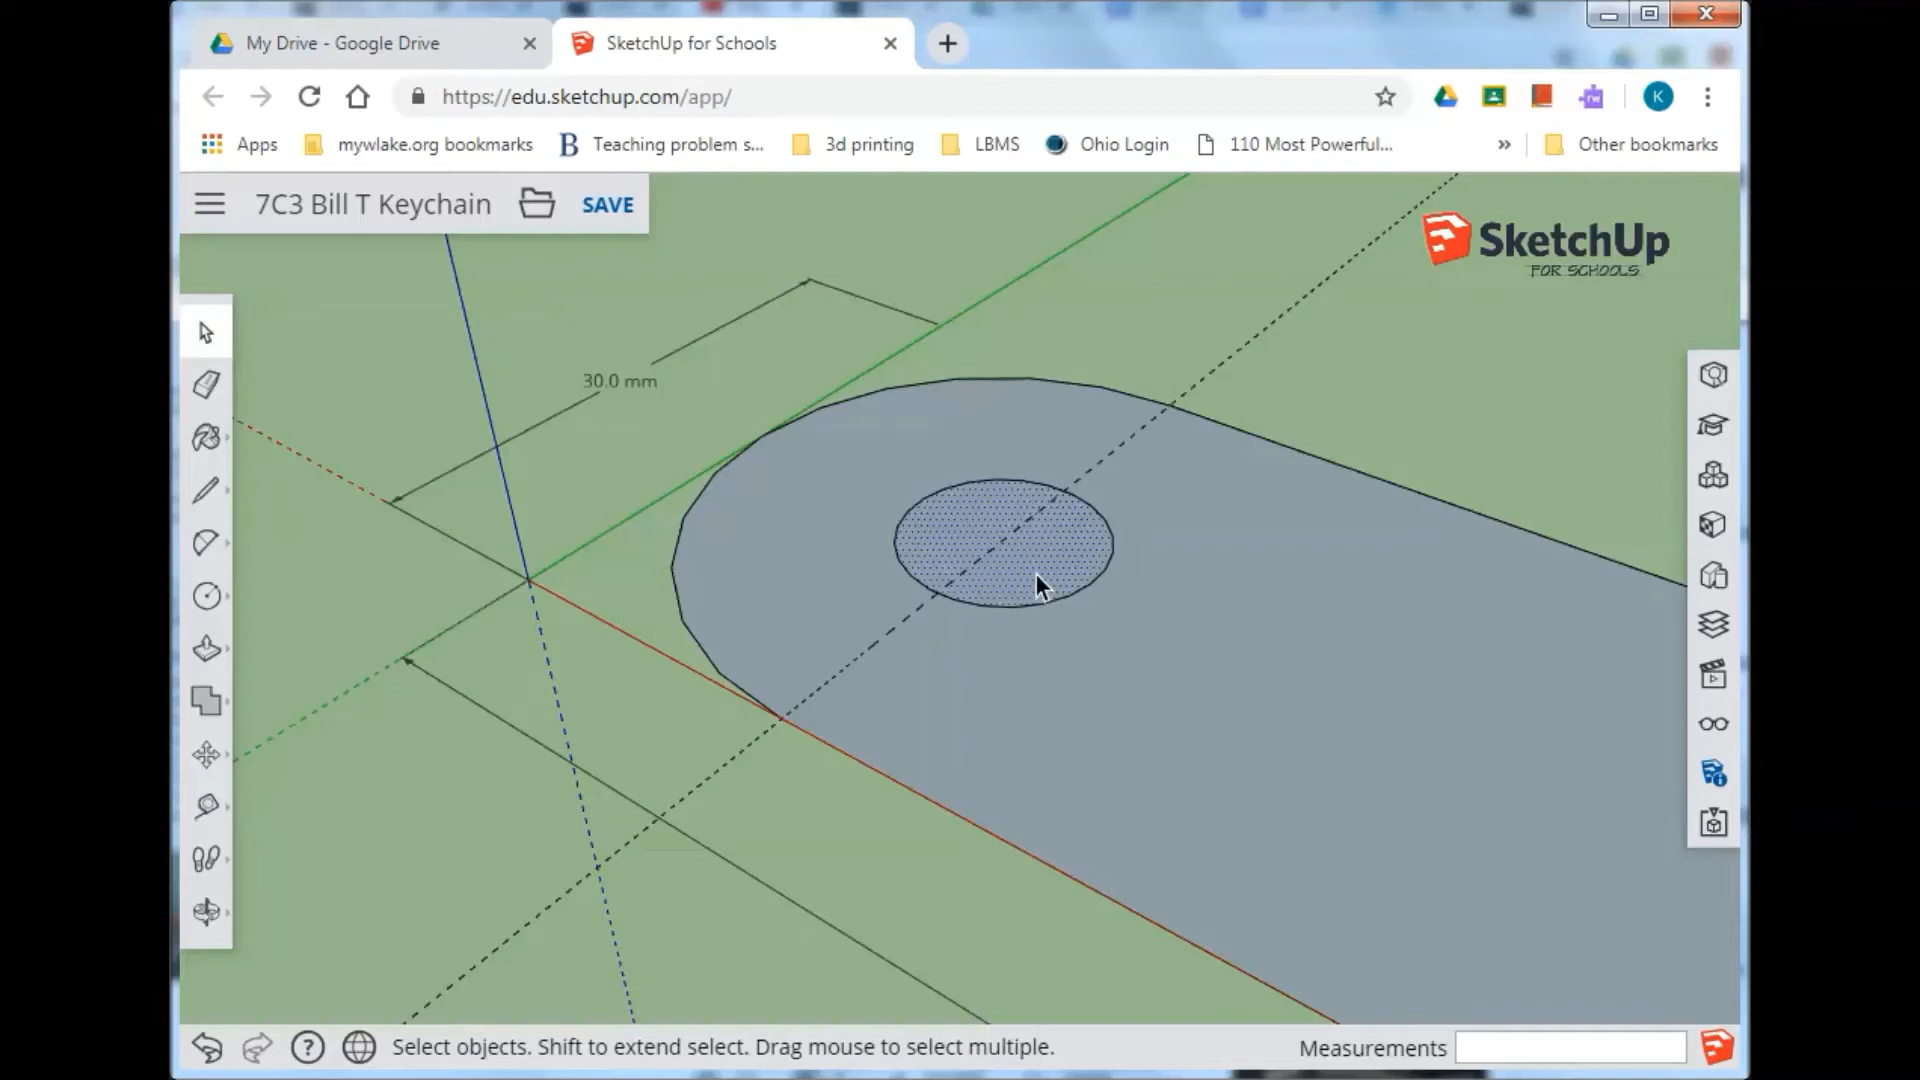 My Drive - Google Drive
SketchUp for Schools
https://edu.sketchup.com/app/
K
Apps
mywlake.org bookmarks
B Teaching problem s...
3d printing
LBMS
Ohio Login
110 Most Powerful...
»
Other bookmarks
7C3 Bill T Keychain
SAVE
SketchUp
FOR SCHOOLS
30.0 mm
Select objects. Shift to extend select. Drag mouse to select multiple.
Measurements